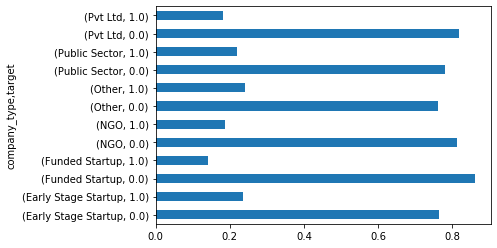 (Pvt Ltd, 1.0)
(Pvt Ltd, 0.0)
(Public Sector, 1.0)
(Public Sector, 0.0)
(Other, 1.0)
(Other, 0.0)
(NGO, 1.0)
(NGO, 0.0)
(Funded Startup, 1.0)
(Funded Startup, 0.0)
(Early Stage Startup, 1.0)
(Early Stage Startup, 0.0)
company_type,target
0.0 0.2 0.4 0.6 0.8